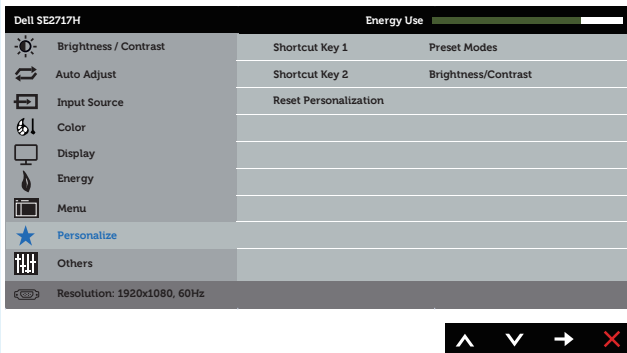 Dell SE2717H Energy Use
Brightness / Contrast Shortcut Key 1 Preset Modes
Auto Adjust Shortcut Key 2 Brightness/Contrast
Input Source Reset Personalization
Color
Display
Energy
Menu
Personalize
Others
Resolution: 1920x1080, 60Hz